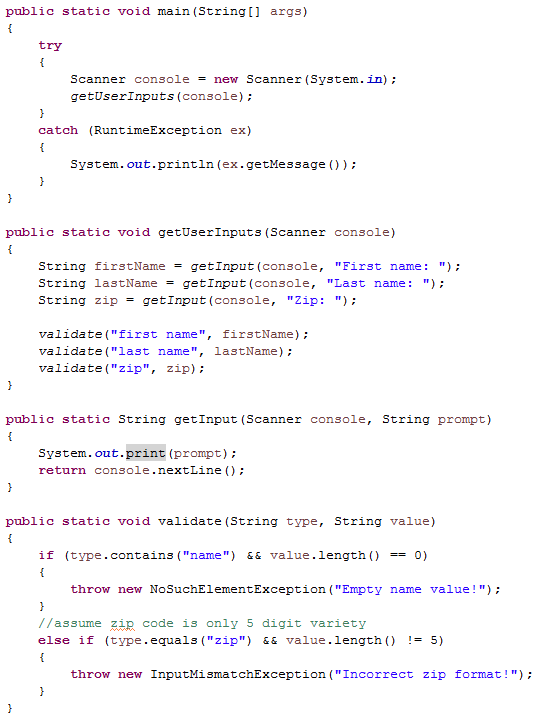 public static void main(String[] args)
{
    try
    {
        Scanner console = new Scanner(System.in);
        getUserInputs(console);
    }
    catch (RuntimeException ex)
    {
        System.out.println(ex.getMessage());
    }
}

public static void getUserInputs(Scanner console)
{
    String firstName = getInput(console, "First name: ");
    String lastName = getInput(console, "Last name: ");
    String zip = getInput(console, "Zip: ");

    validate("first name", firstName);
    validate("last name", lastName);
    validate("zip", zip);
}

public static String getInput(Scanner console, String prompt)
{
    System.out.print(prompt);
    return console.nextLine();
}

public static void validate(String type, String value)
{
    if (type.contains("name") && value.length() == 0)
    {
        throw new NoSuchElementException("Empty name value!");
    }
    //assume zip code is only 5 digit variety
    else if (type.equals("zip") && value.length() != 5)
    {
        throw new InputMismatchException("Incorrect zip format!");
    }
}